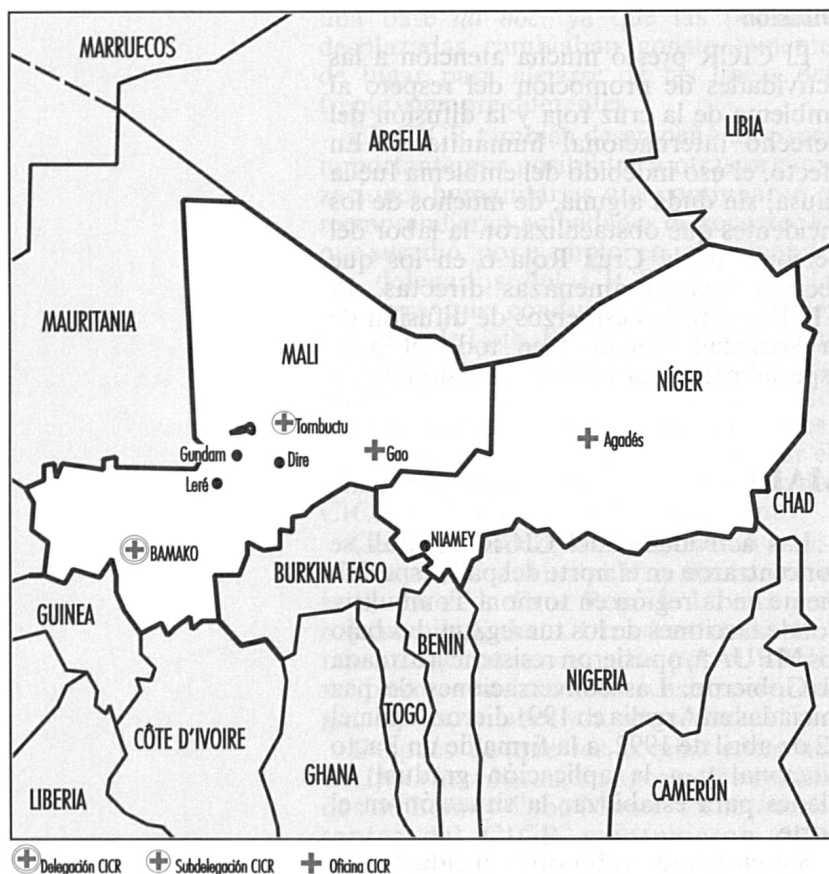 MARRUECOS
ARGELIA
LIBIA
MAURITANIA
MALI
NÍGER
Tombuctu
Gundam
Dire
Gao
Agadés
Leré
CHAD
BAMAKO
NIAMEY
BURKINA FASO
GUINEA
BENIN
NIGERIA
TOGO
CÔTE D'IVOIRE
GHANA
LIBERIA
CAMERÚN
Delegación CICR Subdelegación CICR Oficina CICR